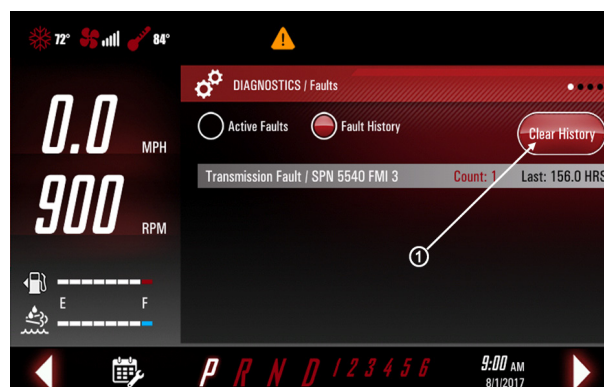 72° 84°
DIAGNOSTICS / Faults
0.0 MPH
Active Faults Fault History Clear History
Transmission Fault / SPN 5540 FMI 3 Count: 1 Last: 156.0 HRS
900 RPM
1
E F
P R N D 1 2 3 4 5 6 9:00 AM
8/1/2017